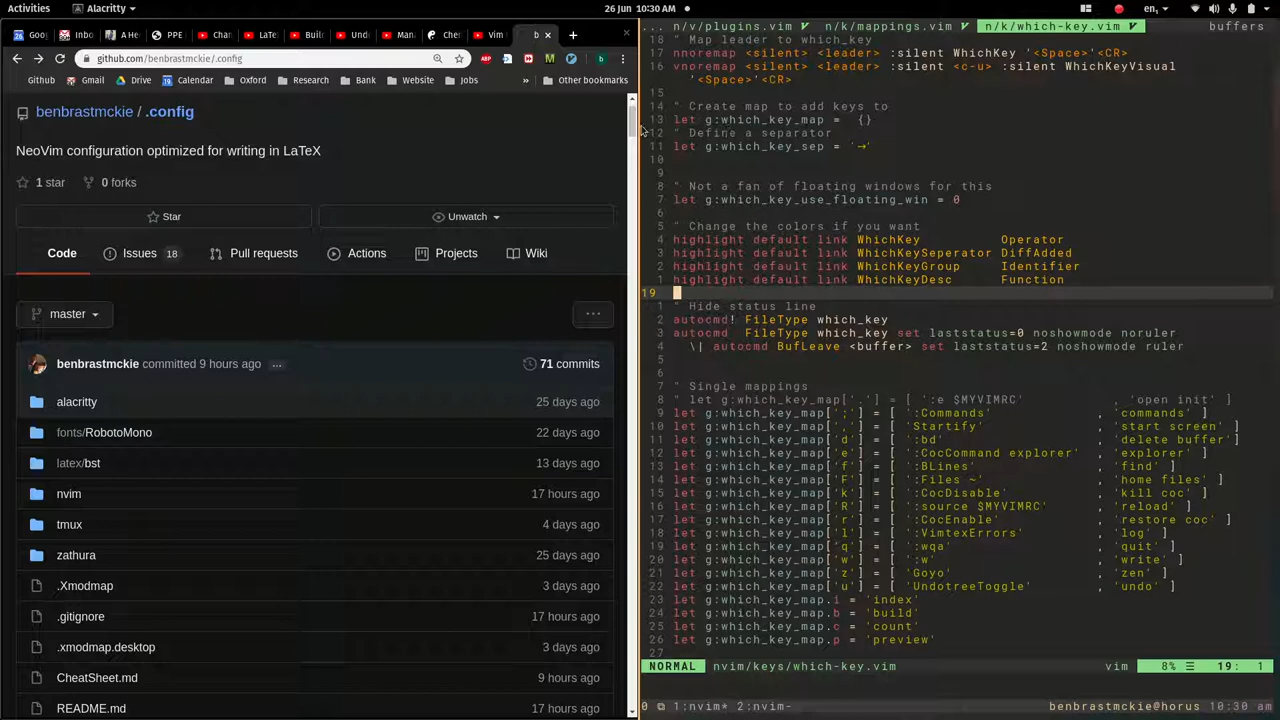 Activities
Alacritty
26 Jun 10:30 AM
en₁
Goo
Inbo
A He
PPE
Chan
LaTe
Buil
Und
Man
Che
Vim
b
github.com/benbrastmckie/.config
Github
Gmail
Drive
Calendar
Oxford
Research
Bank
Websites
Jobs
Other bookmarks
benbrastmckie / .config
NeoVim configuration optimized for writing in LaTeX
1 star
0 forks
Star
Unwatch
Code
Issues 18
Pull requests
Actions
Projects
Wiki
master
benbrastmckie committed 9 hours ago
71 commits
alacritty 25 days ago
fonts/RobotoMono 22 days ago
latex/bst 13 days ago
nvim 17 hours ago
tmux 4 days ago
zathura 25 days ago
.Xmodmap 3 days ago
.gitignore 17 hours ago
.xmodmap.desktop 3 days ago
CheatSheet.md 9 hours ago
README.md 17 hours ago
... n/v/plugins.vim n/k/mappings.vim n/k/which-key.vim buffers
18 " Map leader to which_key
17 nnoremap <silent> <leader> :silent WhichKey '<Space>'<CR>
16 vnoremap <silent> <leader> :silent <c-u> :silent WhichKeyVisual
'<Space>'<CR>
15
14 " Create map to add keys to
13 let g:which_key_map =  {}
12 " Define a separator
11 let g:which_key_sep = '→'
10
9
8 " Not a fan of floating windows for this
7 let g:which_key_use_floating_win = 0
6
5 " Change the colors if you want
4 highlight default link WhichKey          Operator
3 highlight default link WhichKeySeperator DiffAdded
2 highlight default link WhichKeyGroup     Identifier
1 highlight default link WhichKeyDesc      Function
19
1 " Hide status line
2 autocmd! FileType which_key
3 autocmd  FileType which_key set laststatus=0 noshowmode noruler
4   \| autocmd BufLeave <buffer> set laststatus=2 noshowmode ruler
5
6
7 " Single mappings
8 " let g:which_key_map['.'] = [ ':e $MYVIMRC'            , 'open init' ]
9 let g:which_key_map[';'] = [ ':Commands'              , 'commands' ]
10 let g:which_key_map[','] = [ 'Startify'               , 'start screen' ]
11 let g:which_key_map['d'] = [ ':bd'                    , 'delete buffer']
12 let g:which_key_map['e'] = [ ':CocCommand explorer'   , 'explorer' ]
13 let g:which_key_map['f'] = [ ':BLines'                , 'find' ]
14 let g:which_key_map['F'] = [ ':Files ~'               , 'home files' ]
15 let g:which_key_map['k'] = [ ':CocDisable'            , 'kill coc' ]
16 let g:which_key_map['R'] = [ ':source $MYVIMRC'       , 'reload' ]
17 let g:which_key_map['r'] = [ ':CocEnable'             , 'restore coc' ]
18 let g:which_key_map['l'] = [ ':VimtexErrors'          , 'log' ]
19 let g:which_key_map['q'] = [ ':wqa'                   , 'quit' ]
20 let g:which_key_map['w'] = [ ':w'                     , 'write' ]
21 let g:which_key_map['z'] = [ 'Goyo'                   , 'zen' ]
22 let g:which_key_map['u'] = [ 'UndotreeToggle'         , 'undo' ]
23 let g:which_key_map.i = 'index'
24 let g:which_key_map.b = 'build'
25 let g:which_key_map.c = 'count'
26 let g:which_key_map.p = 'preview'
27
NORMAL nvim/keys/which-key.vim vim 8% ☰ 19: 1
0 1:nvim* 2:nvim- benbrastmckie@horus 10:30 am